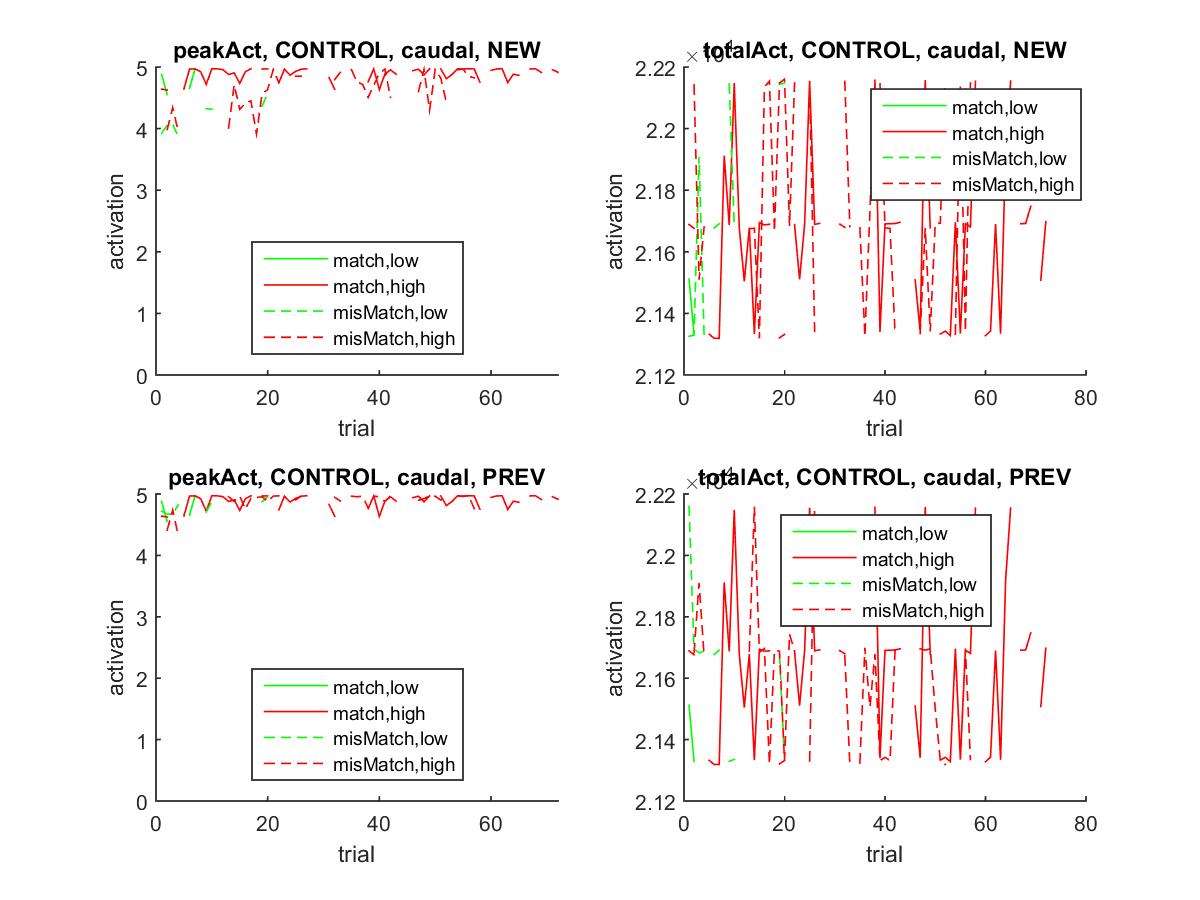 peakAct, CONTROL, caudal, NEW
5
4
3
2
1
0
activation
match,low
match,high
misMatch,low
misMatch,high
0 20 40 60
trial
totalAct, CONTROL, caudal, NEW
2.22
2.2
2.18
2.16
2.14
2.12
activation
match,low
match,high
misMatch,low
misMatch,high
0 20 40 60 80
trial
peakAct, CONTROL, caudal, PREV
5
4
3
2
1
0
activation
match,low
match,high
misMatch,low
misMatch,high
0 20 40 60
trial
totalAct, CONTROL, caudal, PREV
2.22
2.2
2.18
2.16
2.14
2.12
activation
match,low
match,high
misMatch,low
misMatch,high
0 20 40 60 80
trial